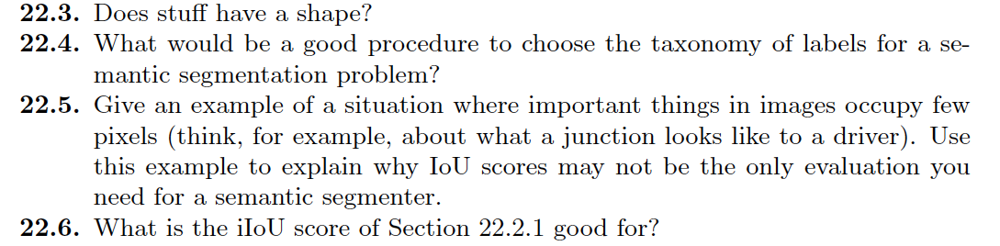 22.3. Does stuff have a shape?
22.4. What would be a good procedure to choose the taxonomy of labels for a se-
mantic segmentation problem?
22.5. Give an example of a situation where important things in images occupy few
pixels (think, for example, about what a junction looks like to a driver). Use
this example to explain why IoU scores may not be the only evaluation you
need for a semantic segmenter.
22.6. What is the iIoU score of Section 22.2.1 good for?